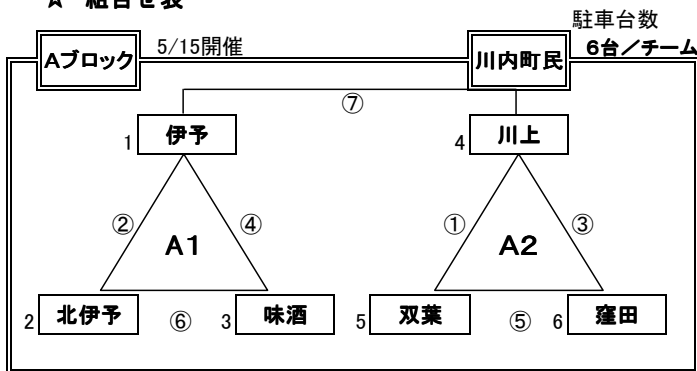 A 組合せ表
駐車台数
Aブロック 5/15開催 川内町民 6台／チーム
⑦
1 伊予 4 川上
② ④ ① ③
A1 A2
2 北伊予 ⑥ 3 味酒 5 双葉 ⑤ 6 窪田